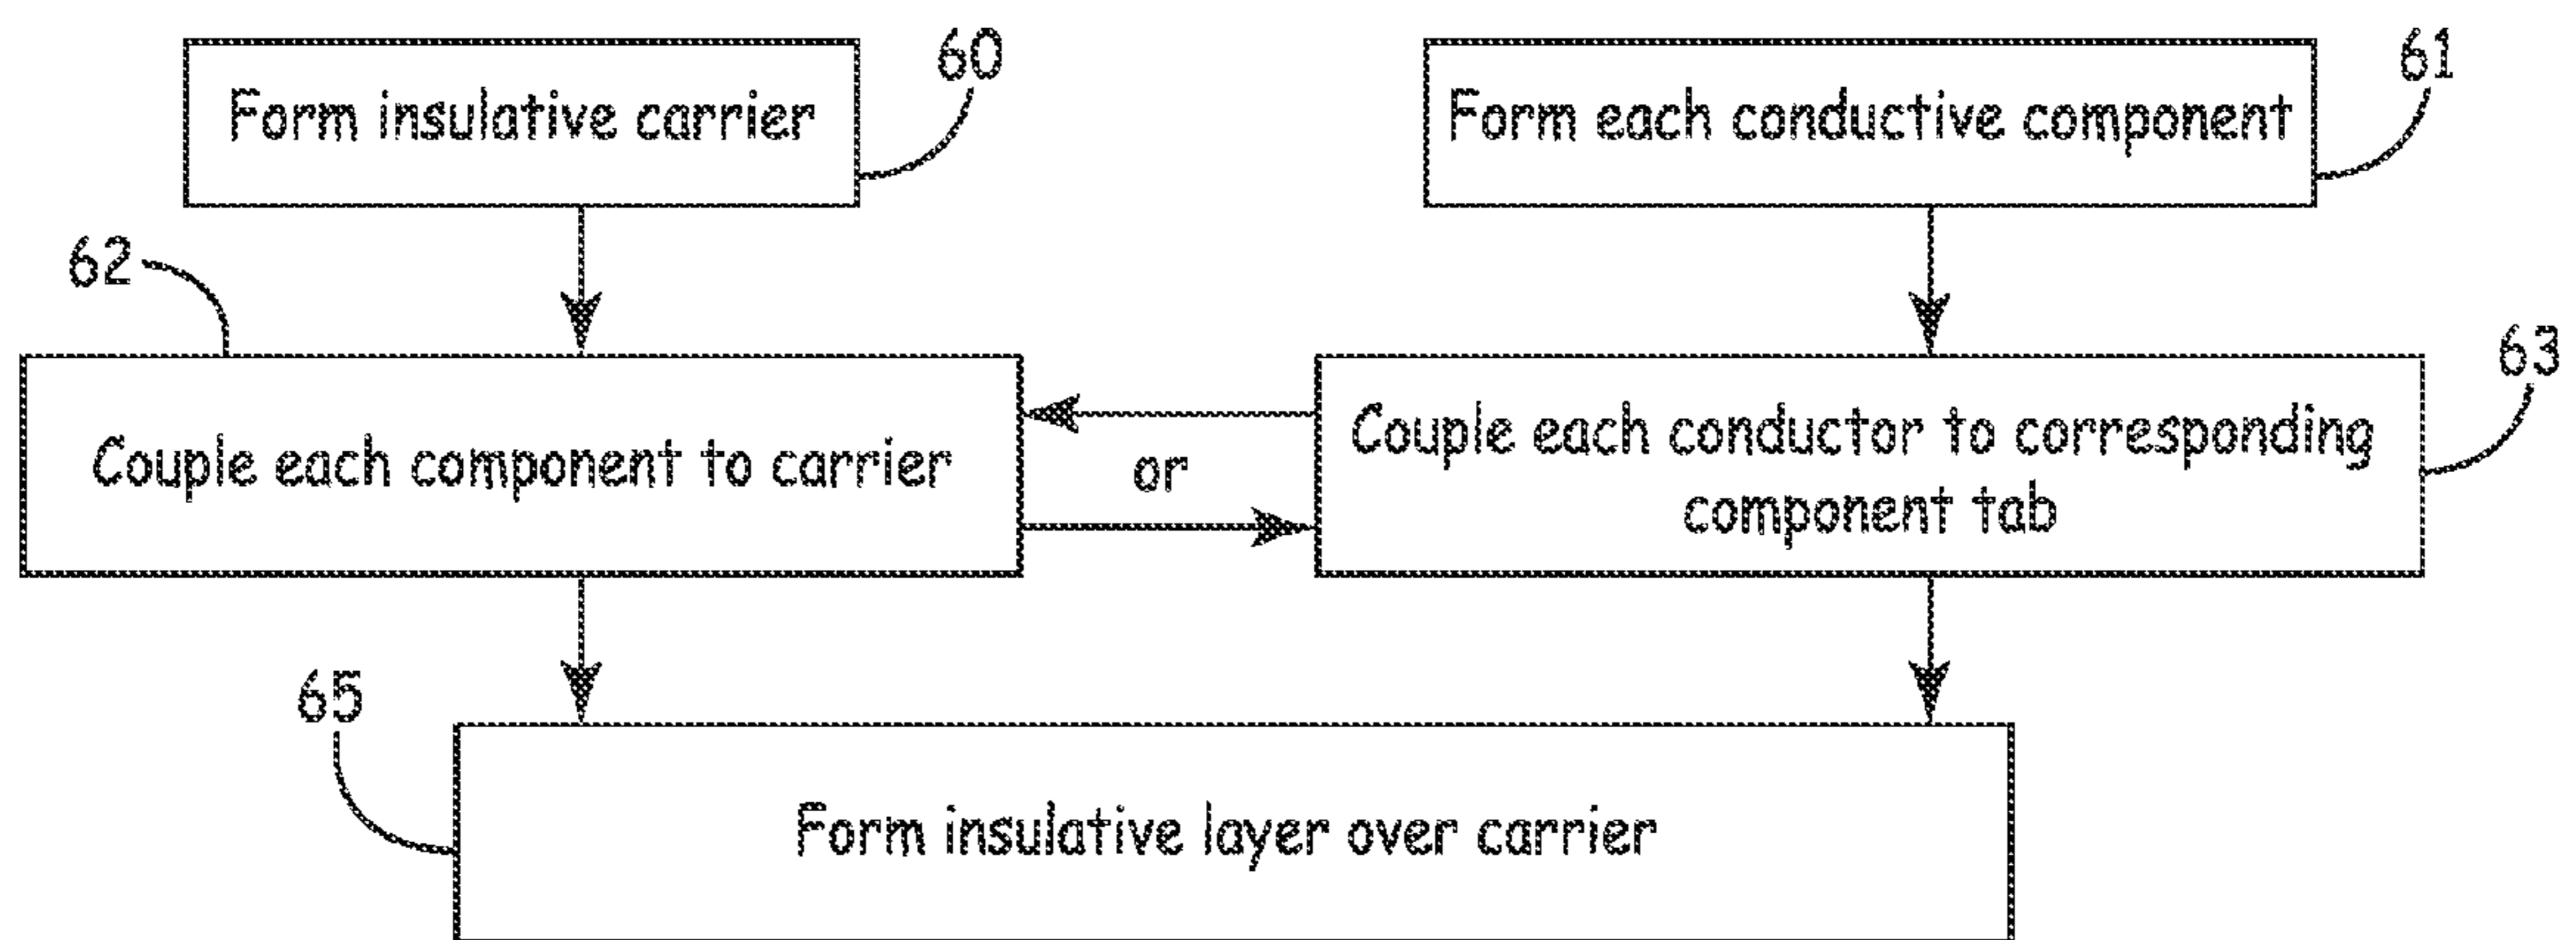 60
61
Form insulative carrier
Form each conductive component
62
63
Couple each component to carrier
or
Couple each conductor to corresponding
component tab
65
Form insulative layer over carrier